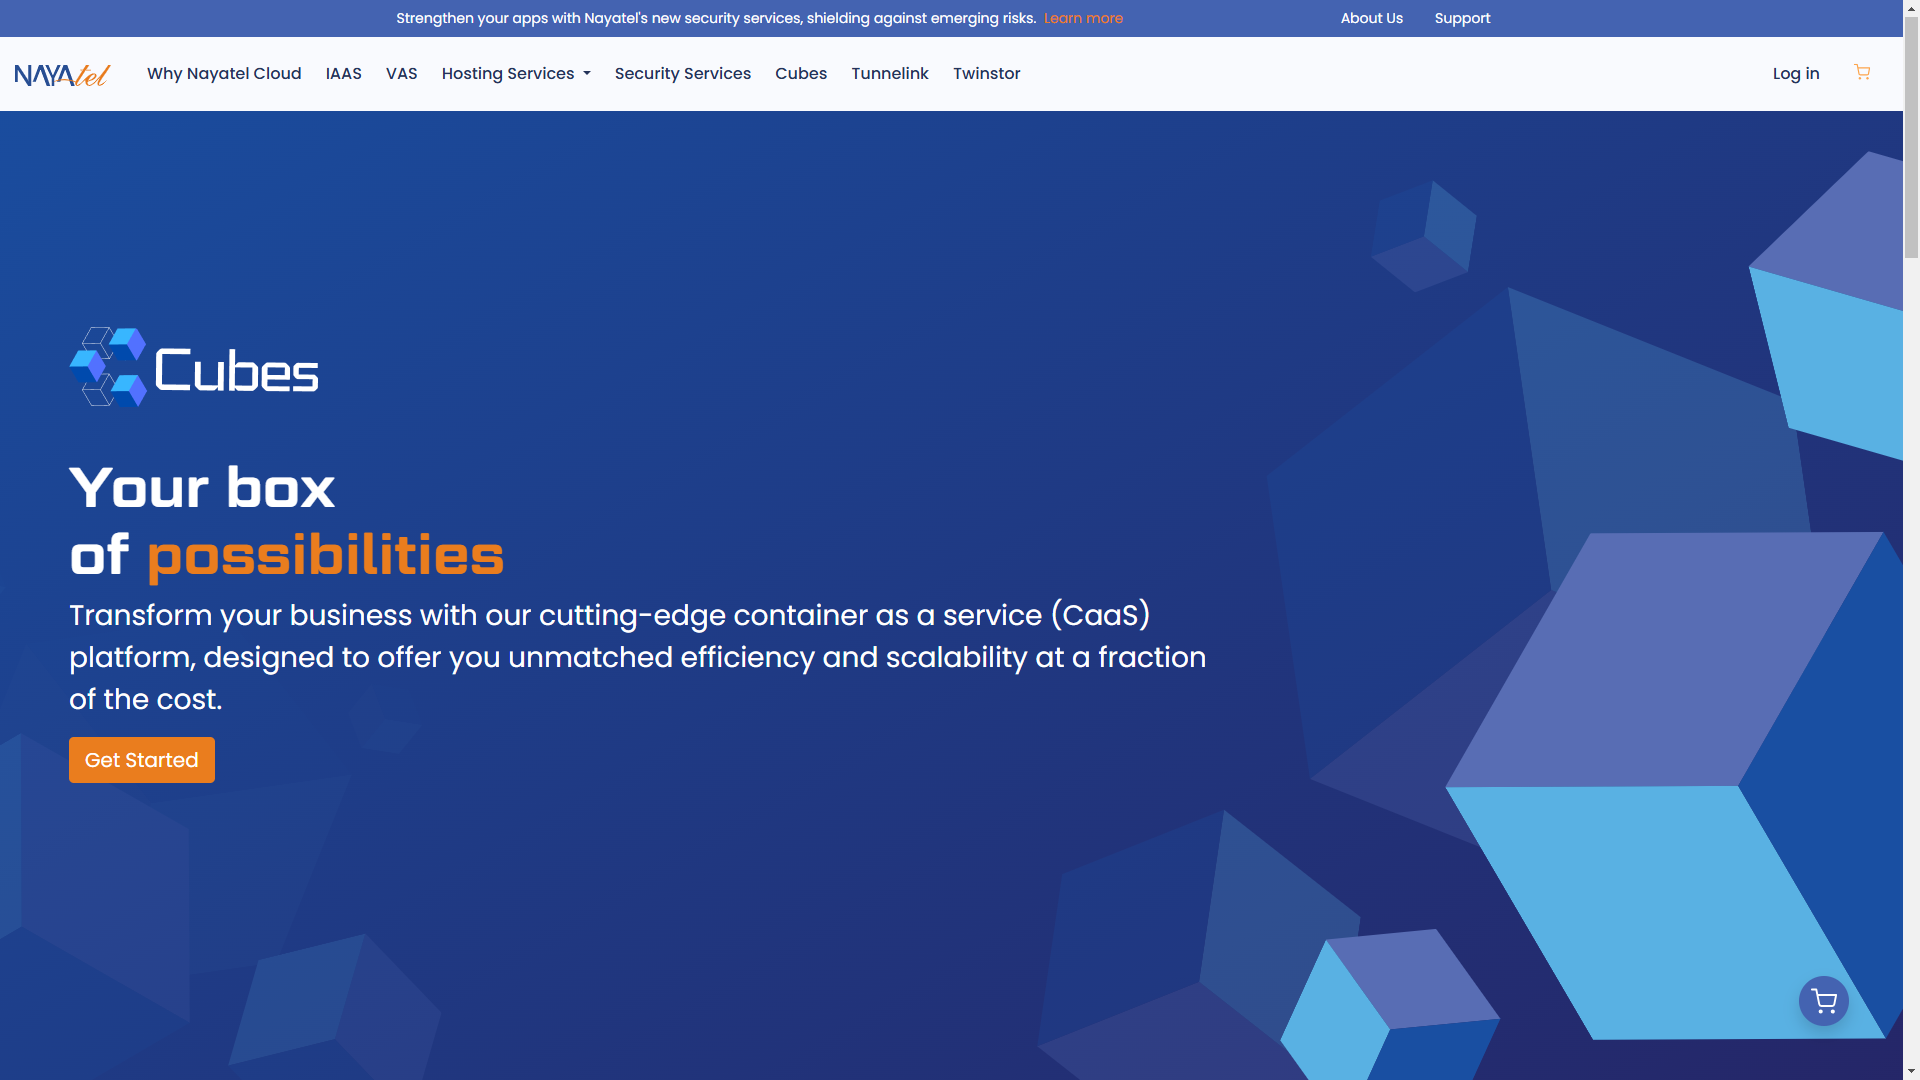 Strengthen your apps with Nayatel's new security services, shielding against emerging risks. Learn more
About Us
Support
NAYAtel
Why Nayatel Cloud
IAAS
VAS
Hosting Services
Security Services
Cubes
Tunnelink
Twinstor
Log in
Cubes
Your box
of possibilities
Transform your business with our cutting-edge container as a service (CaaS)
platform, designed to offer you unmatched efficiency and scalability at a fraction
of the cost.
Get Started